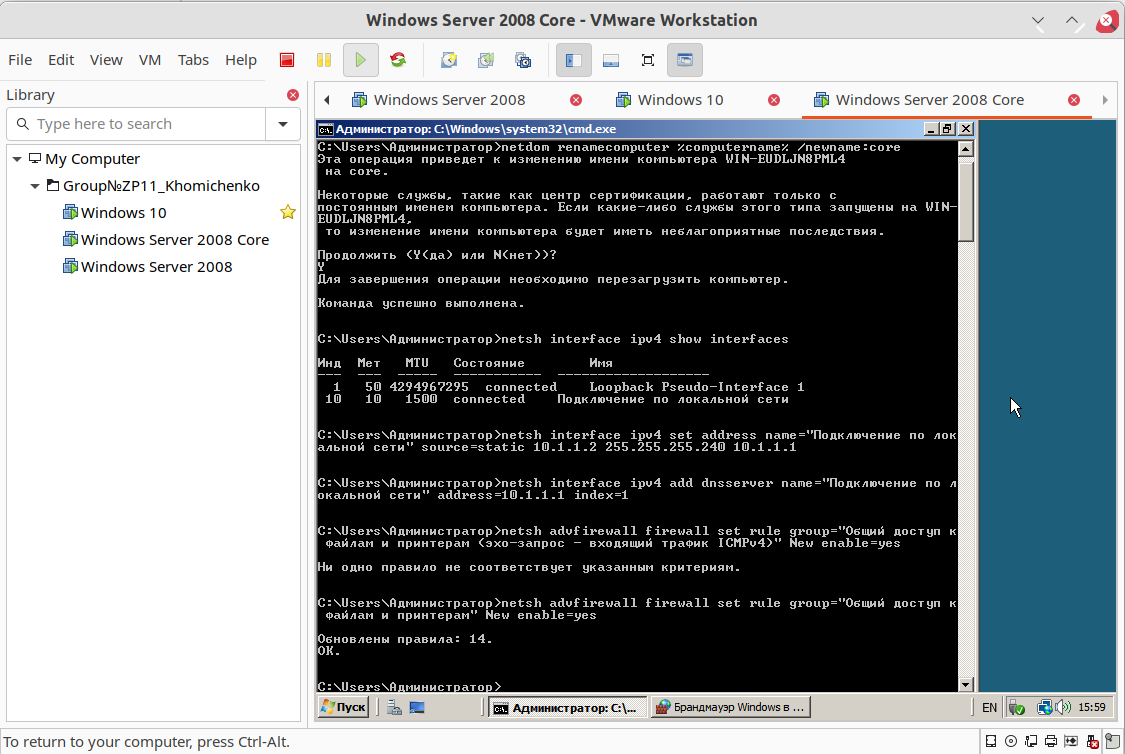 Windows Server 2008 Core - VMware Workstation
File Edit View VM Tabs Help
Library
Type here to search
My Computer
Group№ZP11_Khomichenko
Windows 10
Windows Server 2008 Core
Windows Server 2008
Windows Server 2008
Windows 10
Windows Server 2008 Core
Администратор: C:\Windows\system32\cmd.exe
C:\Users\Администратор>netdom renamecomputer %computername% /newname:core
Эта операция приведет к изменению имени компьютера WIN-EUDLJN8PML4
на core.
Некоторые службы, такие как центр сертификации, работают только с
постоянным именем компьютера. Если какие-либо службы этого типа запущены на WIN-
EUDLJN8PML4,
то изменение имени компьютера будет иметь неблагоприятные последствия.
Продолжить (Y(да) или N(нет))?
Y
Для завершения операции необходимо перезагрузить компьютер.
Команда успешно выполнена.
C:\Users\Администратор>netsh interface ipv4 show interfaces
Инд Мет MTU Состояние Имя
--- --- ----- ----------- -------------------
1 50 4294967295 connected Loopback Pseudo-Interface 1
10 10 1500 connected Подключение по локальной сети
C:\Users\Администратор>netsh interface ipv4 set address name="Подключение по лок
альной сети" source=static 10.1.1.2 255.255.255.240 10.1.1.1
C:\Users\Администратор>netsh interface ipv4 add dnsserver name="Подключение по л
окальной сети" address=10.1.1.1 index=1
C:\Users\Администратор>netsh advfirewall firewall set rule group="Общий доступ к
файлам и принтерам (эхо-запрос - входящий трафик ICMPv4)" New enable=yes
Ни одно правило не соответствует указанным критериям.
C:\Users\Администратор>netsh advfirewall firewall set rule group="Общий доступ к
файлам и принтерам" New enable=yes
Обновлены правила: 14.
ОК.
C:\Users\Администратор>
Пуск
Администратор: C:\...
Брандмауэр Windows в ...
EN
15:59
To return to your computer, press Ctrl-Alt.